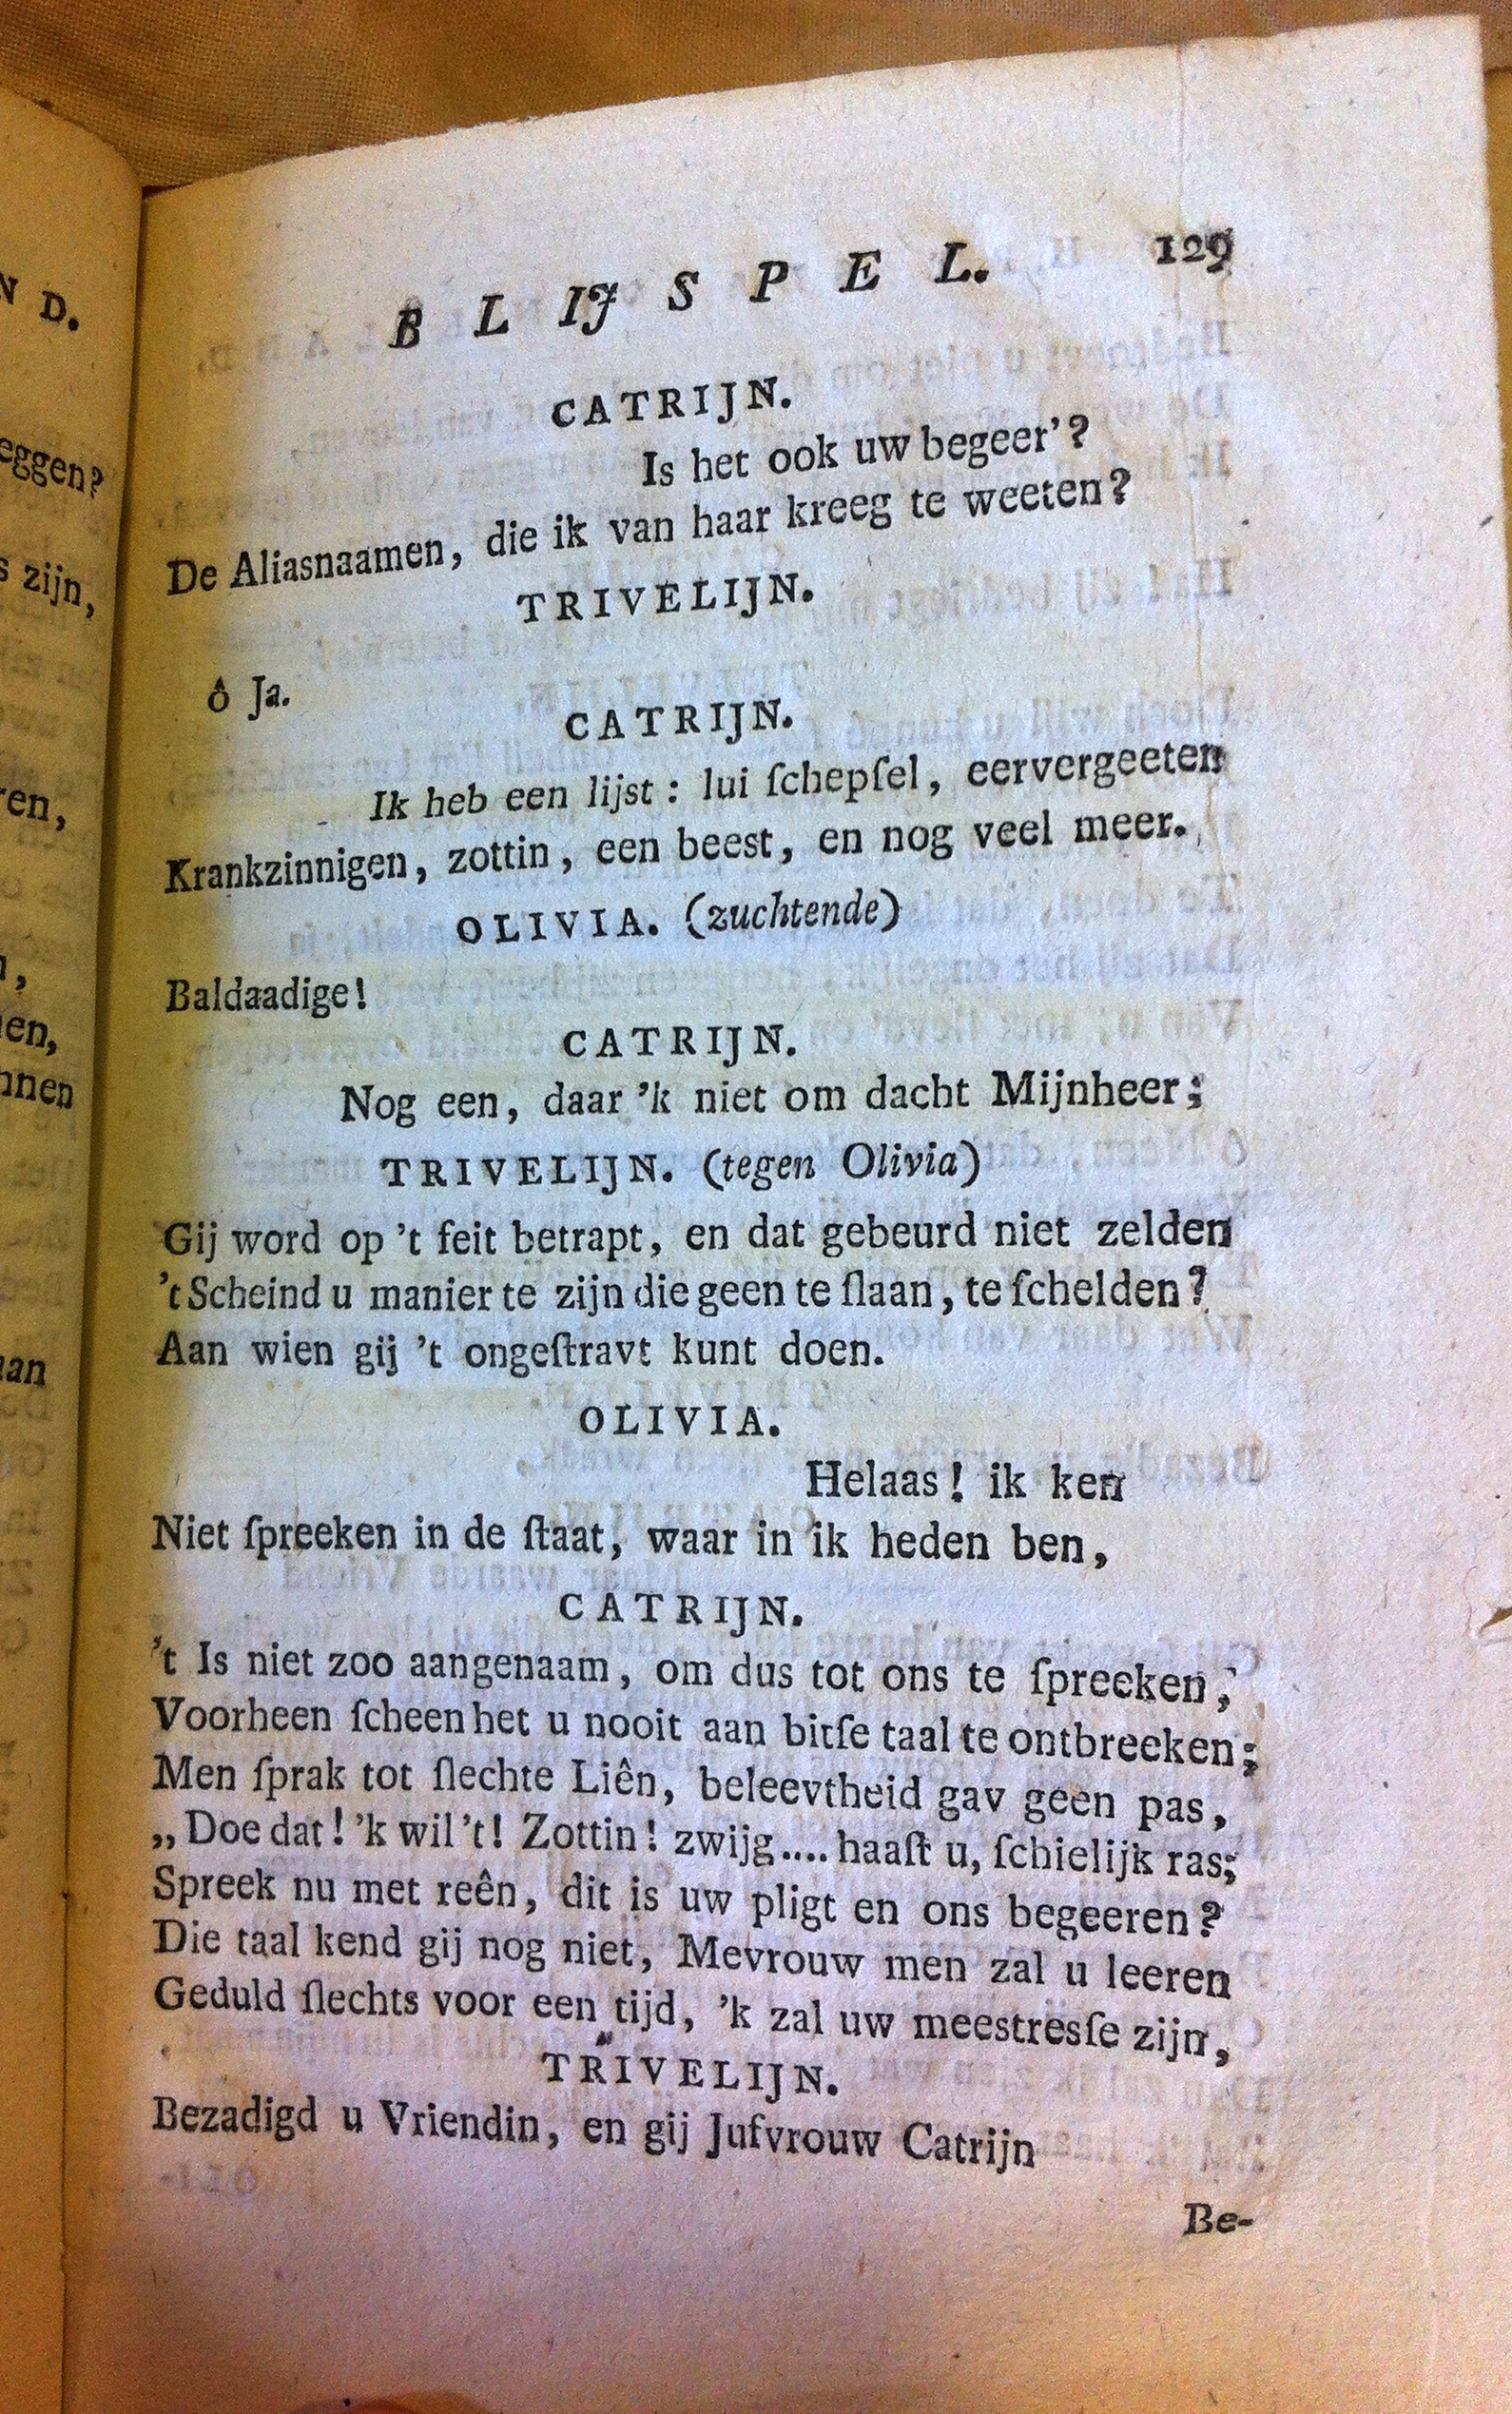 N D.
eggen?
s zijn,
ren,
n,
en,
nnen
an
BLIJSPEL. 129
CATRIJN.
Is het ook uw begeer'?
De Aliasnaamen, die ik van haar kreeg te weeten?
TRIVELIJN.
ô Ja.
CATRIJN.
Ik heb een lijst: lui ſchepſel, eervergeeten
Krankzinnigen, zottin, een beest, en nog veel meer.
OLIVIA. (zuchtende)
Baldaadige!
CATRIJN.
Nog een, daar 'k niet om dacht Mijnheer;
TRIVELIJN. (tegen Olivia)
Gij word op 't feit betrapt, en dat gebeurd niet zelden
't Scheind u manier te zijn die geen te ſlaan, te ſchelden?
Aan wien gij 't ongeſtravt kunt doen.
OLIVIA.
Helaas! ik ken
Niet ſpreeken in de ſtaat, waar in ik heden ben,
CATRIJN.
't Is niet zoo aangenaam, om dus tot ons te ſpreeken,
Voorheen ſcheen het u nooit aan bitſe taal te ontbreeken;
Men ſprak tot ſlechte Liên, beleevtheid gav geen pas,
„Doe dat! 'k wil 't! Zottin! zwijg.... haaſt u, ſchielijk ras;
Spreek nu met reên, dit is uw pligt en ons begeeren?
Die taal kend gij nog niet, Mevrouw men zal u leeren
Geduld ſlechts voor een tijd, 'k zal uw meestresſe zijn,
TRIVELIJN.
Bezadigd u Vriendin, en gij Jufvrouw Catrijn
Be-